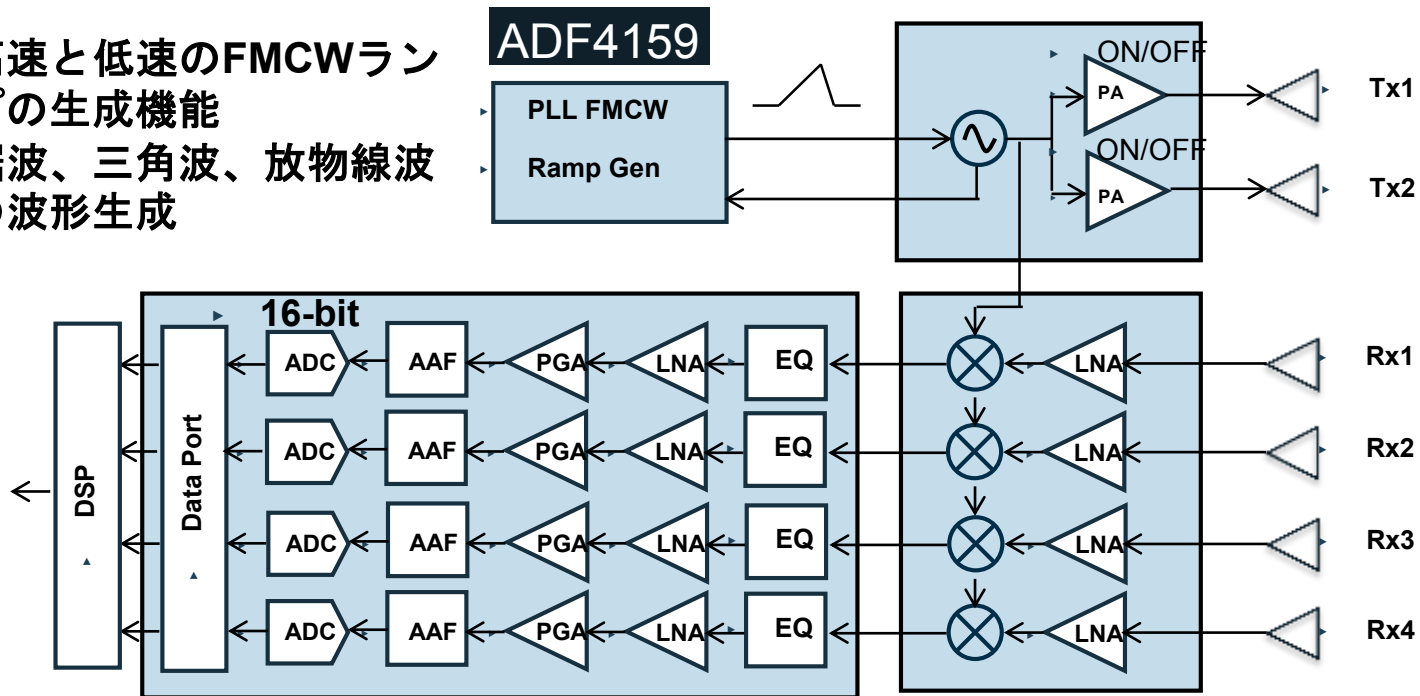 高速と低速のFMCWラン
プの生成機能
鋸波、三角波、放物線波
の波形生成
ADF4159
PLL FMCW
Ramp Gen
ON/OFF
PA
Tx1
ON/OFF
PA
Tx2
16-bit
DSP
Data Port
ADC AAF PGA LNA EQ LNA Rx1
ADC AAF PGA LNA EQ LNA Rx2
ADC AAF PGA LNA EQ LNA Rx3
ADC AAF PGA LNA EQ LNA Rx4